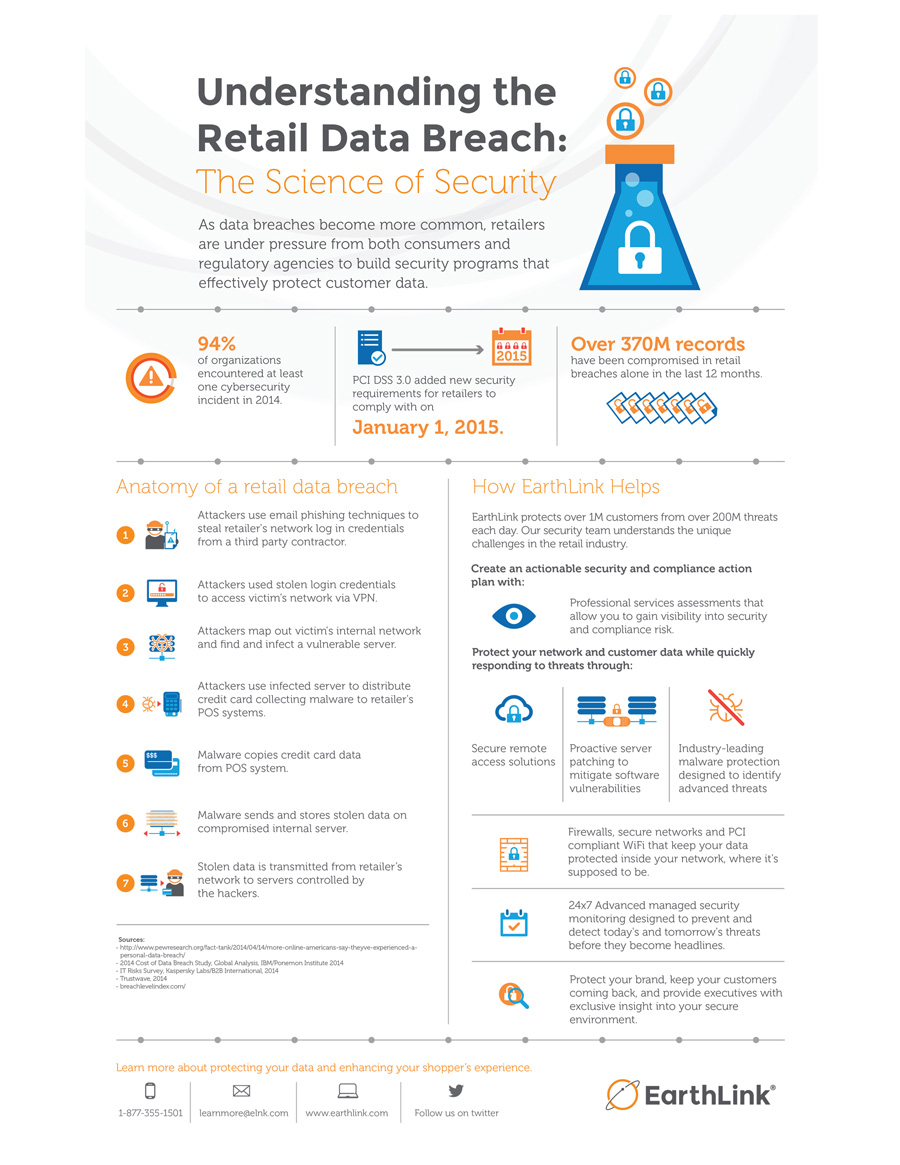 Understanding the
Retail Data Breach:
The Science of Security
As data breaches become more common, retailers
are under pressure from both consumers and
regulatory agencies to build security programs that
effectively protect customer data.
94%
of organizations
encountered at least
one cybersecurity
incident in 2014.
2015
PCI DSS 3.0 added new security
requirements for retailers to
comply with on
January 1, 2015.
Over 370M records
have been compromised in retail
breaches alone in the last 12 months.
Anatomy of a retail data breach
1
Attackers use email phishing techniques to
steal retailer's network log in credentials
from a third party contractor.
2
Attackers used stolen login credentials
to access victim's network via VPN.
3
Attackers map out victim's internal network
and find and infect a vulnerable server.
4
Attackers use infected server to distribute
credit card collecting malware to retailer's
POS systems.
5
$$$
Malware copies credit card data
from POS system.
6
Malware sends and stores stolen data on
compromised internal server.
7
Stolen data is transmitted from retailer's
network to servers controlled by
the hackers.
Sources:
- http://www.pewresearch.org/fact-tank/2014/04/14/more-online-americans-say-theyve-experienced-a-
personal-data-breach/
- 2014 Cost of Data Breach Study, Global Analysis, IBM/Ponemon Institute 2014
- IT Risks Survey, Kaspersky Labs/B2B International, 2014
- Trustwave, 2014
- breachlevelindex.com/
How EarthLink Helps
EarthLink protects over 1M customers from over 200M threats
each day. Our security team understands the unique
challenges in the retail industry.
Create an actionable security and compliance action
plan with:
Professional services assessments that
allow you to gain visibility into security
and compliance risk.
Protect your network and customer data while quickly
responding to threats through:
Secure remote
access solutions
Proactive server
patching to
mitigate software
vulnerabilities
Industry-leading
malware protection
designed to identify
advanced threats
Firewalls, secure networks and PCI
compliant WiFi that keep your data
protected inside your network, where it's
supposed to be.
24x7 Advanced managed security
monitoring designed to prevent and
detect today's and tomorrow's threats
before they become headlines.
Protect your brand, keep your customers
coming back, and provide executives with
exclusive insight into your secure
environment.
Learn more about protecting your data and enhancing your shopper's experience.
1-877-355-1501
learnmore@elnk.com
www.earthlink.com
Follow us on twitter
EarthLink®